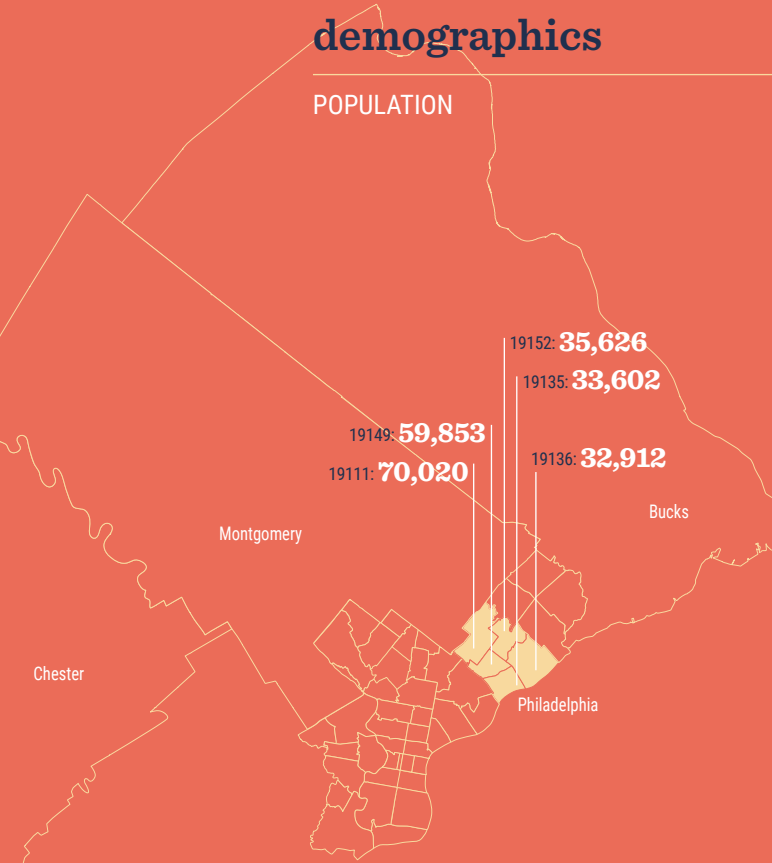 demographics
POPULATION
19152: 35,626
19135: 33,602
19149: 59,853
19136: 32,912
19111: 70,020
Bucks
Montgomery
Chester
Philadelphia